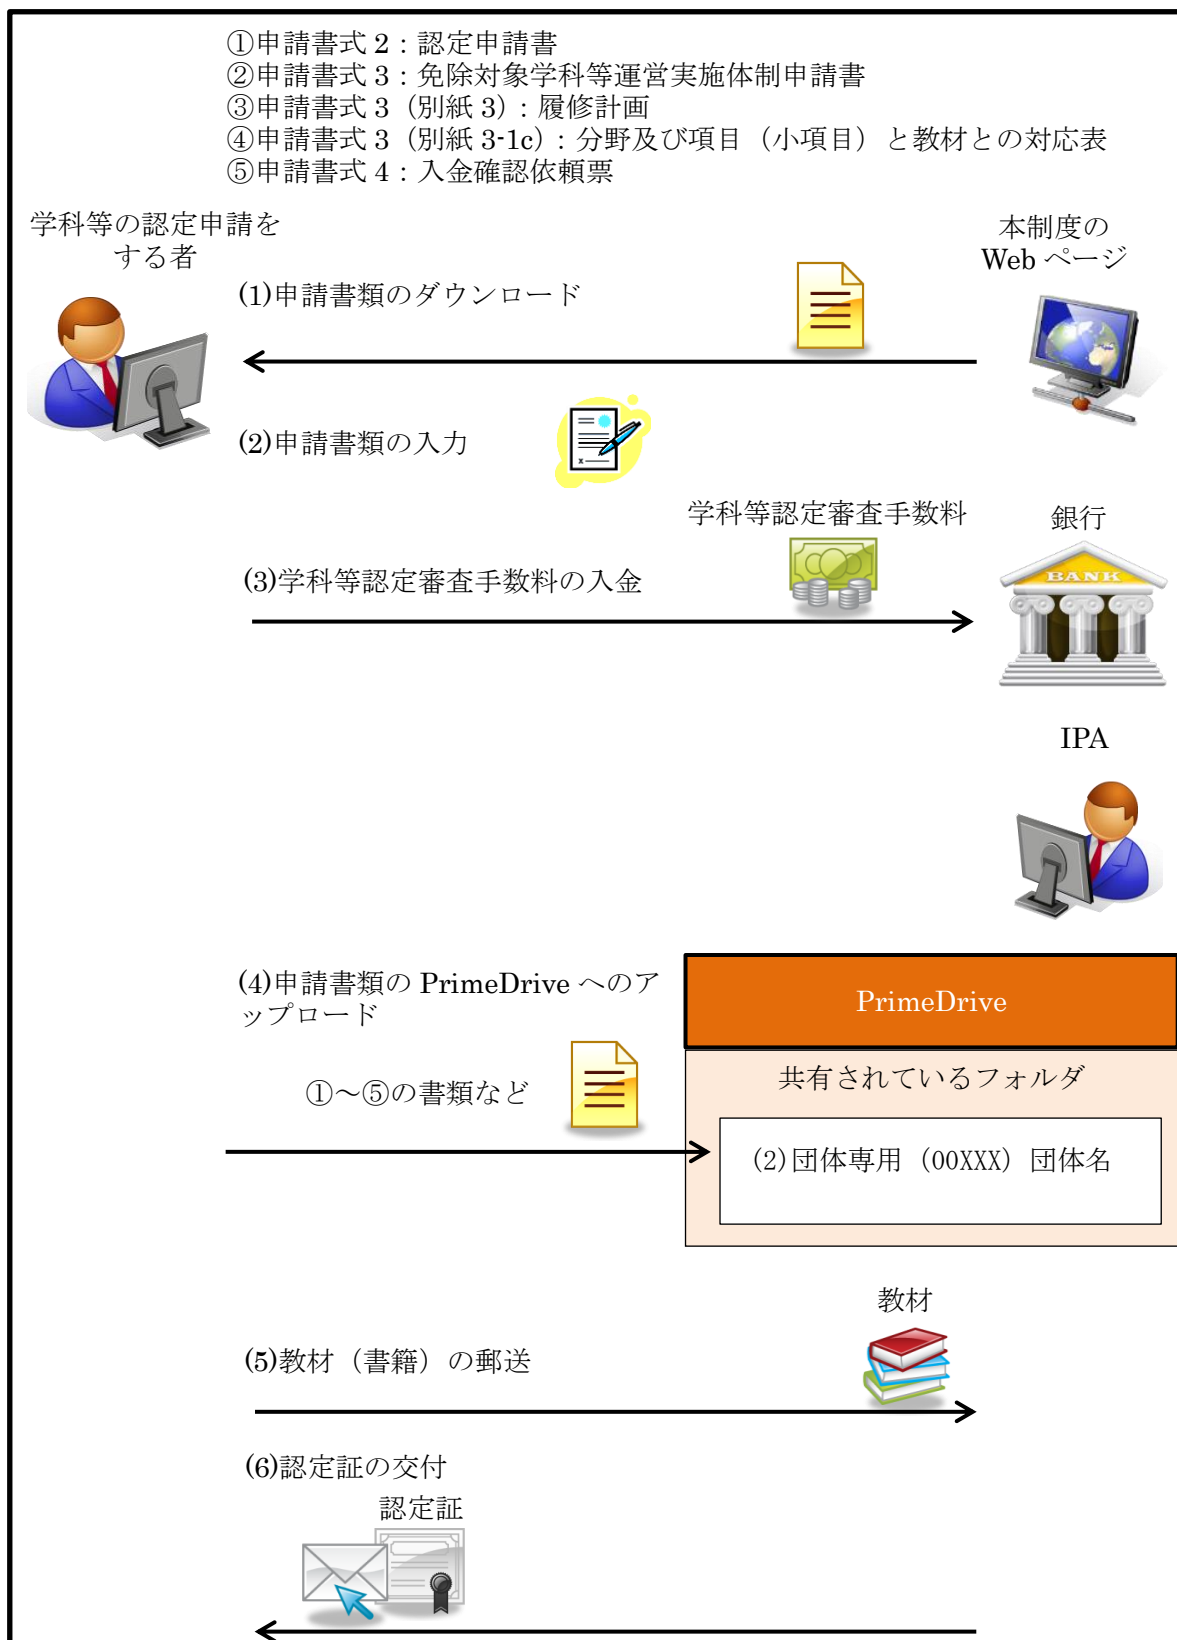 ①申請書式 2：認定申請書
②申請書式 3：免除対象学科等運営実施体制申請書
③申請書式 3（別紙 3）：履修計画
④申請書式 3（別紙 3-1c）：分野及び項目（小項目）と教材との対応表
⑤申請書式 4：入金確認依頼票
学科等の認定申請を
する者
本制度の
Web ページ
(1)申請書類のダウンロード
(2)申請書類の入力
学科等認定審査手数料
銀行
BANK
(3)学科等認定審査手数料の入金
IPA
(4)申請書類の PrimeDrive へのア
ップロード
PrimeDrive
①～⑤の書類など
共有されているフォルダ
(2)団体専用（00XXX）団体名
教材
(5)教材（書籍）の郵送
(6)認定証の交付
認定証